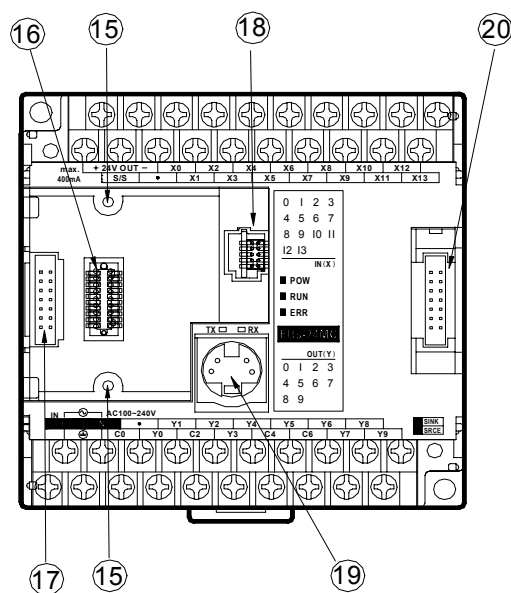 16 15 18 20
max. + 24V OUT − X0 X2 X4 X6 X8 X10 X12
400mA S/S • X1 X3 X5 X7 X9 X11 X13
0 1 2 3
4 5 6 7
8 9 10 11
12 13
IN(X)
POW
RUN
ERR
TX RX
OUT(Y)
0 1 2 3
4 5 6 7
8 9
IN AC100~240V • Y1 Y2 Y4 Y5 Y6 Y8
C0 Y0 C2 Y3 C4 C6 Y7 Y9
SINK
SRCE
17 15 19